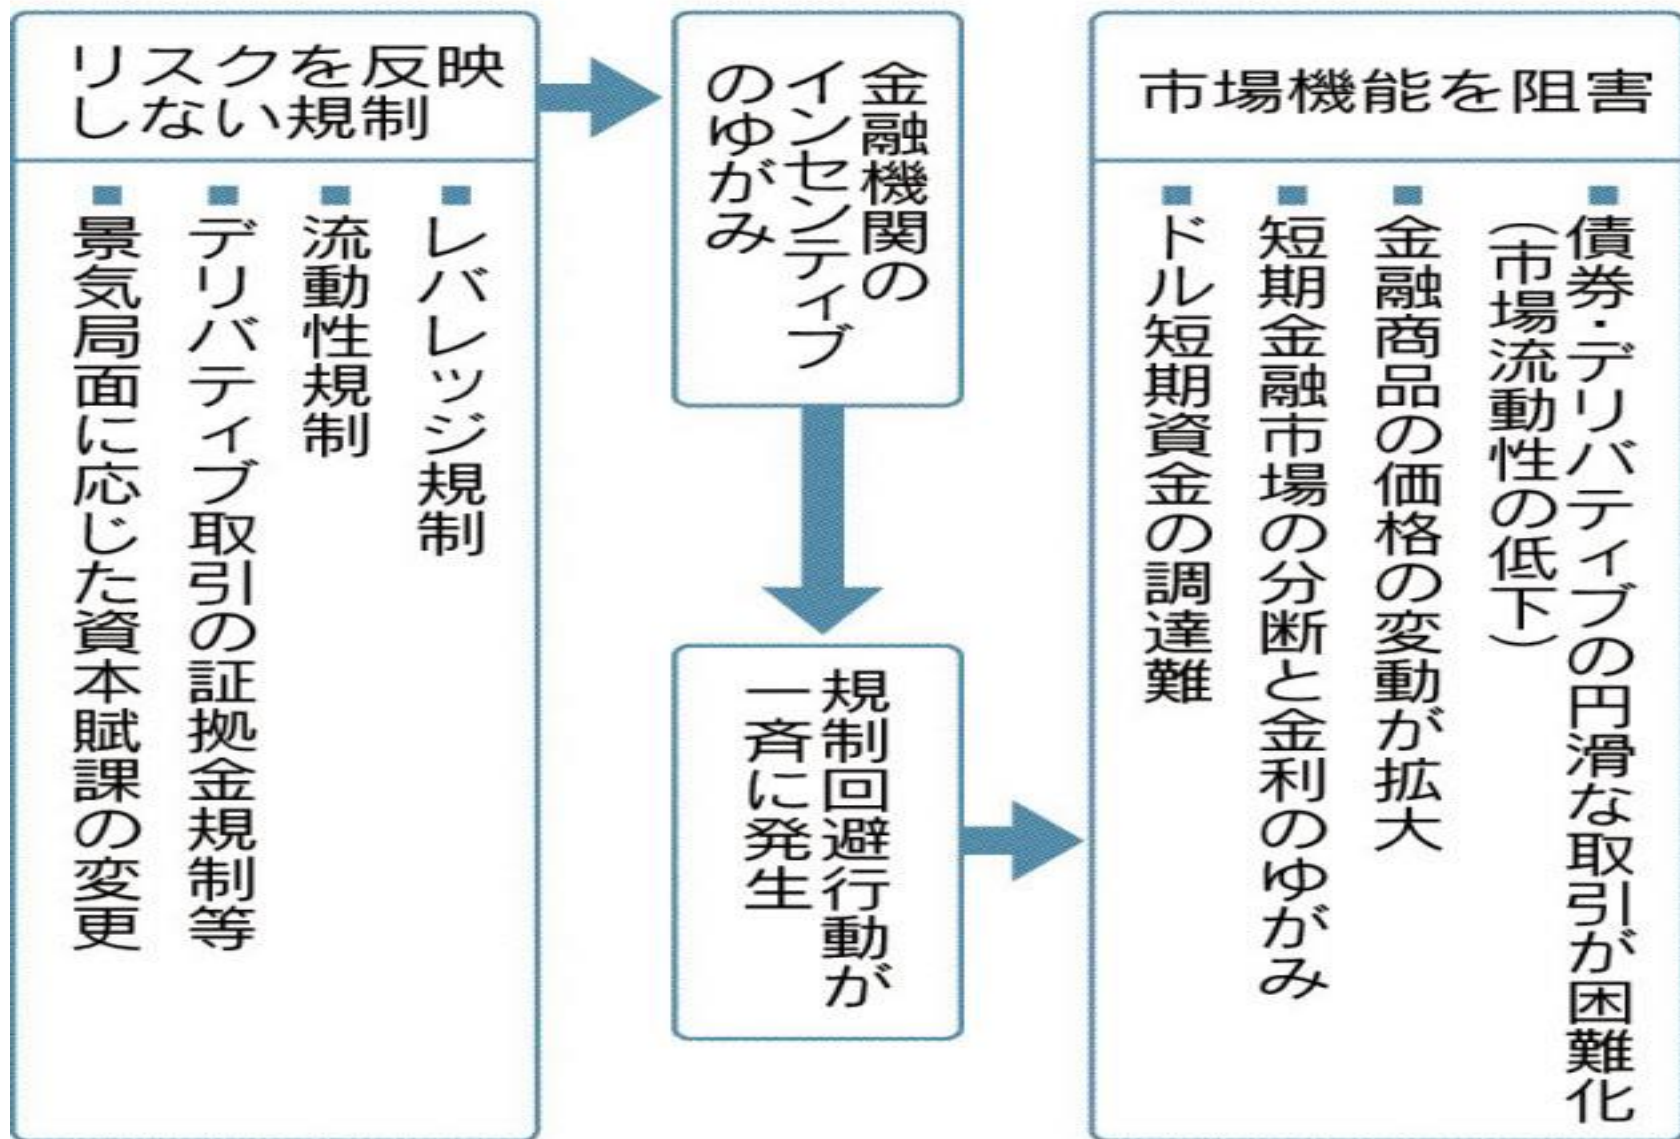 リスクを反映
しない規制
■レバレッジ規制
■流動性規制
■デリバティブ取引の証拠金規制等
■景気局面に応じた資本賦課の変更
金融機関の
インセンティブ
のゆがみ
規制回避行動が
一斉に発生
市場機能を阻害
■債券・デリバティブの円滑な取引が困難化
（市場流動性の低下）
■金融商品の価格の変動が拡大
■短期金融市場の分断と金利のゆがみ
■ドル短期資金の調達難